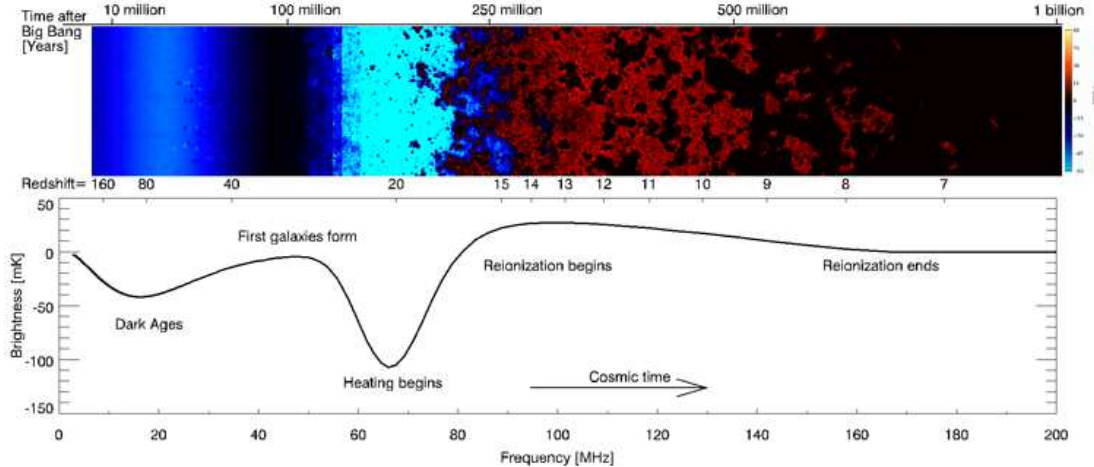 Time after
Big Bang
[Years]
10 million 100 million 250 million 500 million 1 billion
Redshift= 160 80 40 20 15 14 13 12 11 10 9 8 7
50
0
-50
-100
-150
Brightness [mK]
First galaxies form
Reionization begins
Reionization ends
Dark Ages
Heating begins
Cosmic time
0 20 40 60 80 100 120 140 160 180 200
Frequency [MHz]